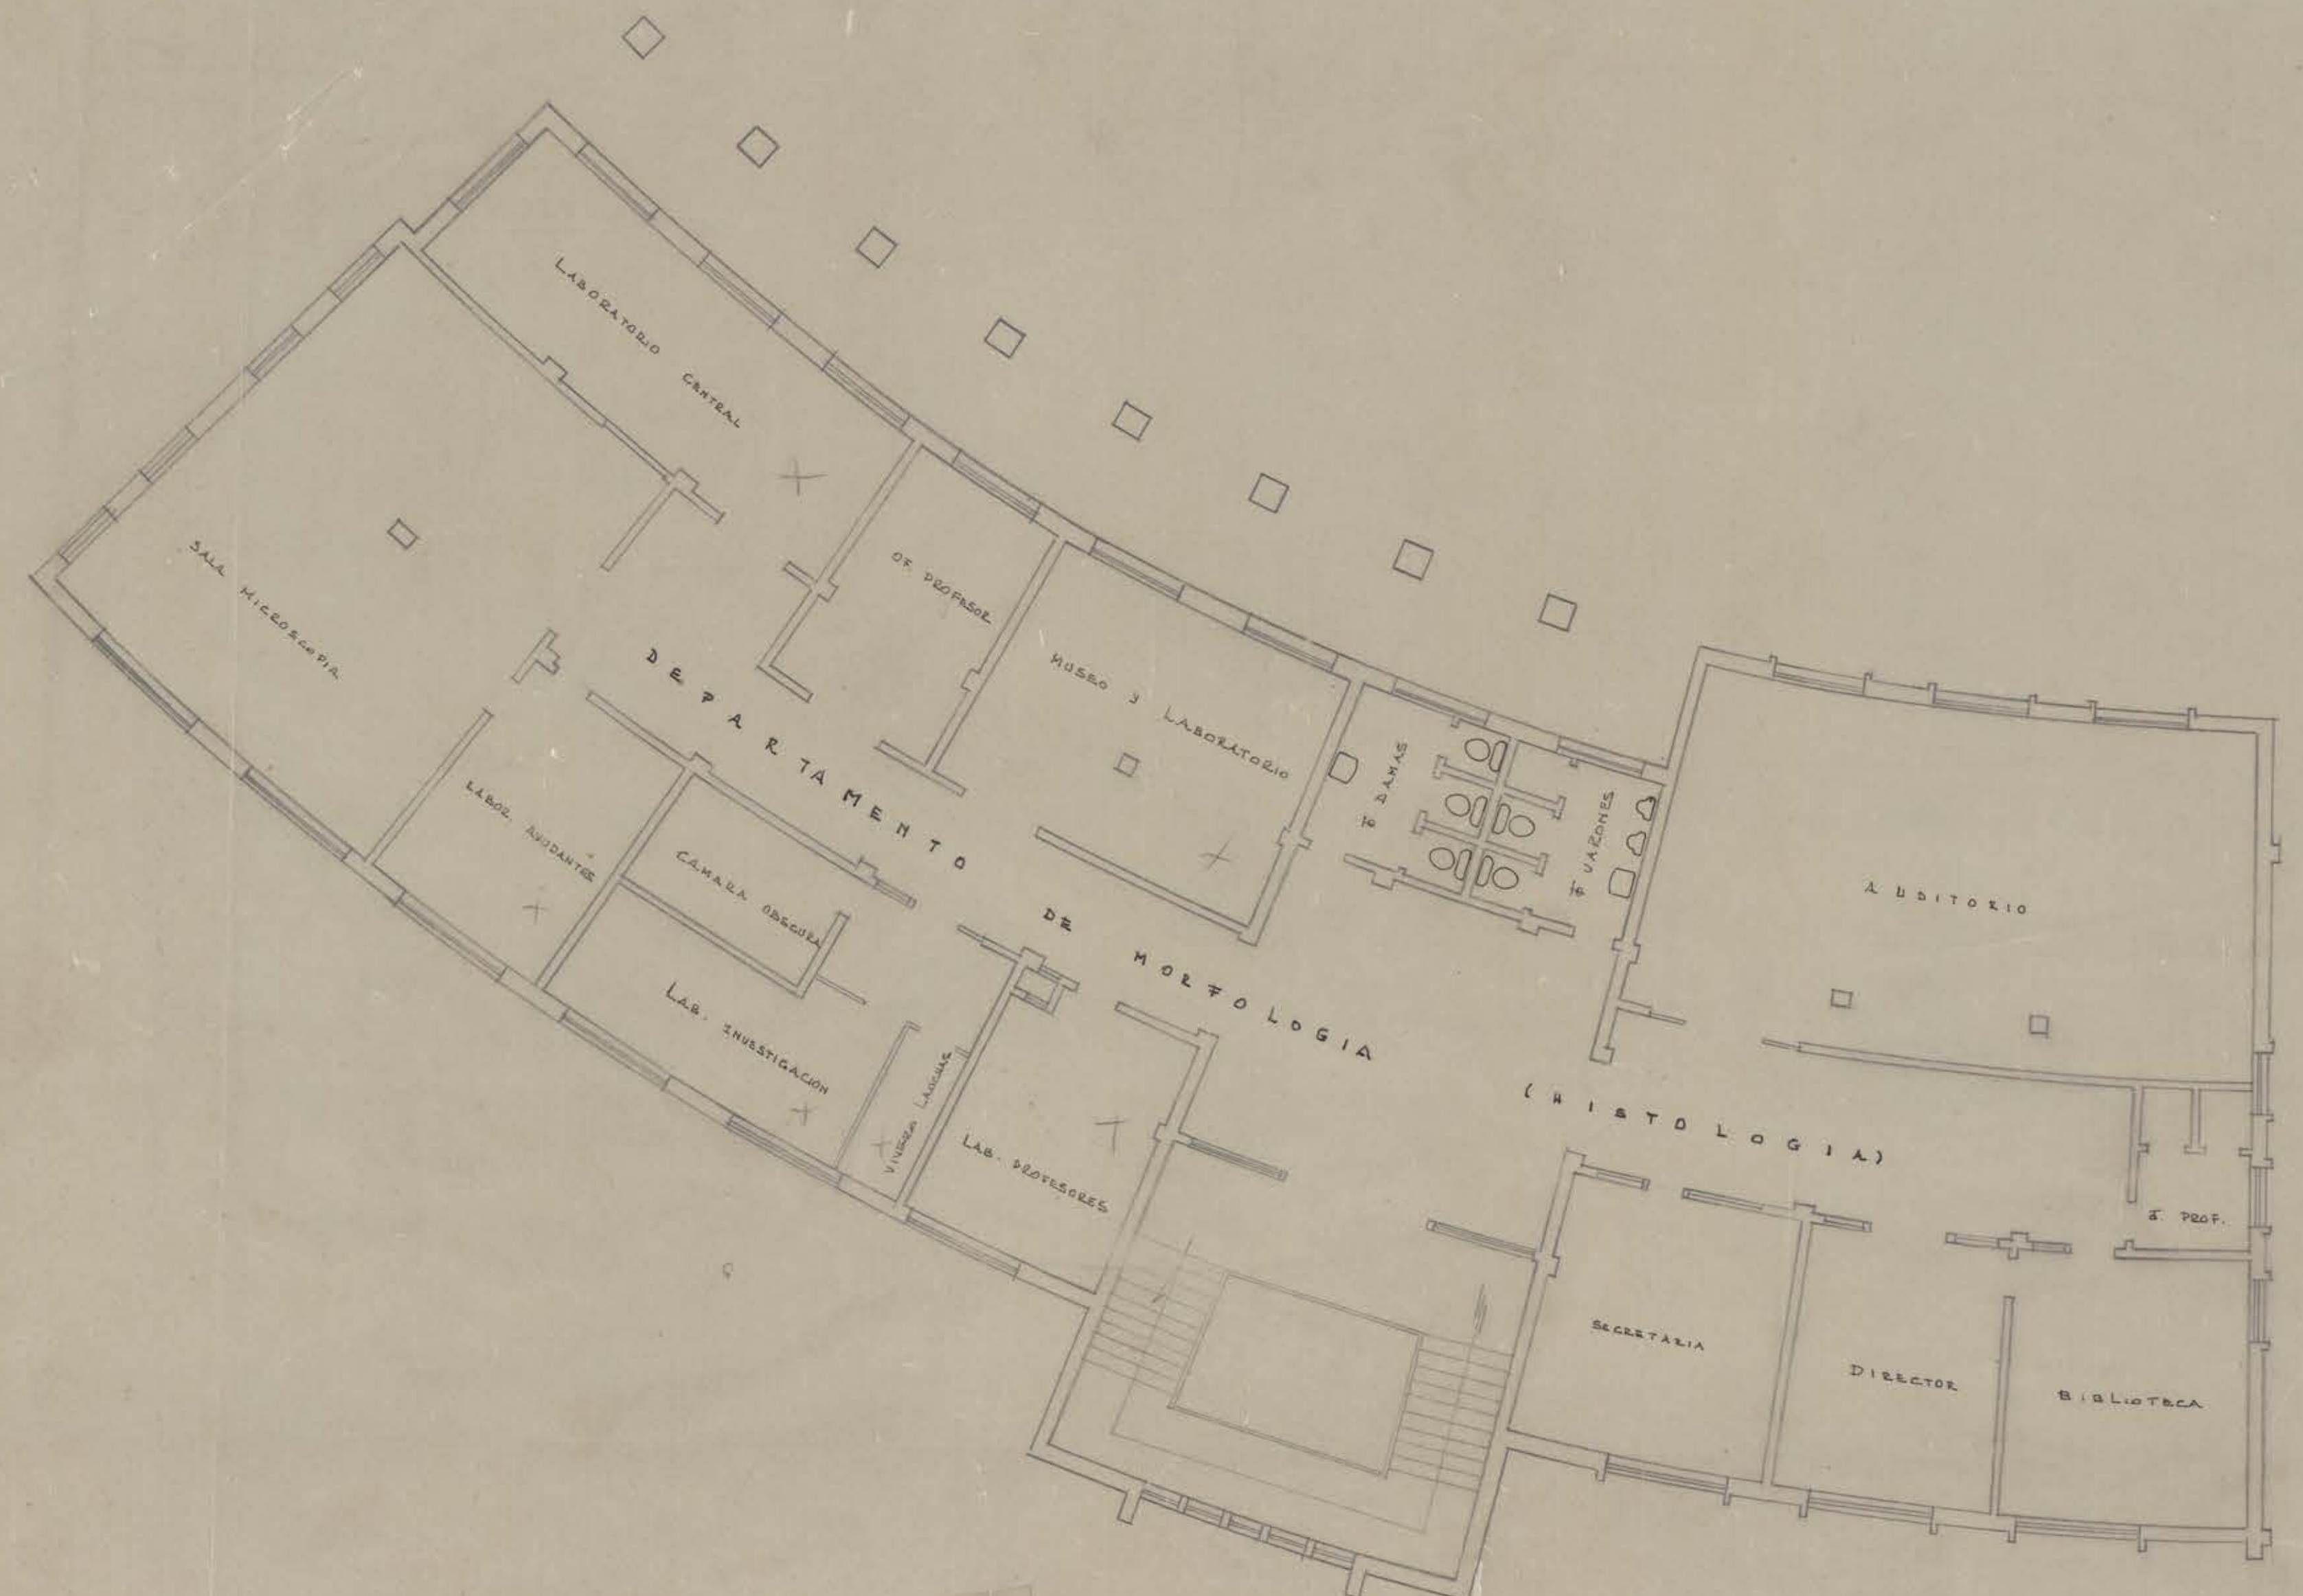 LABORATORIO CENTRAL
SALA MICROSCOPIA
OF. PROFESOR
MUSEO Y LABORATORIO
DAMAS
VARONES
AUDITORIO
DEPARTAMENTO DE MORFOLOGIA (HISTOLOGIA)
LABOR. AYUDANTES
CAMARA OBSCURA
LAB. INVESTIGACION
LAB. PROFESORES
PROF.
SECRETARIA
DIRECTOR
BIBLIOTECA